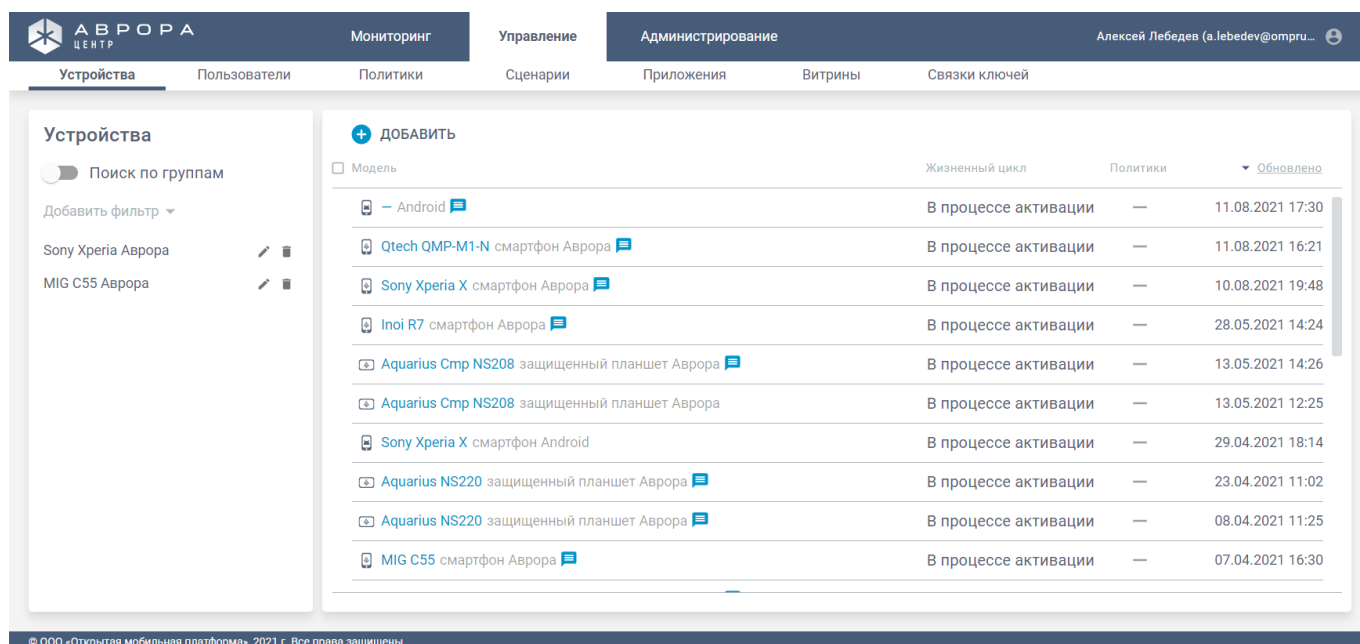 АВРОРА
ЦЕНТР
Мониторинг Управление Администрирование Алексей Лебедев (a.lebedev@ompru...
Устройства Пользователи Политики Сценарии Приложения Витрины Связки ключей
Устройства
Поиск по группам
Добавить фильтр
Sony Xperia Аврора
MIG C55 Аврора
ДОБАВИТЬ
Модель Жизненный цикл Политики Обновлено
— Android В процессе активации — 11.08.2021 17:30
Qtech QMP-M1-N смартфон Аврора В процессе активации — 11.08.2021 16:21
Sony Xperia X смартфон Аврора В процессе активации — 10.08.2021 19:48
Inoi R7 смартфон Аврора В процессе активации — 28.05.2021 14:24
Aquarius Cmp NS208 защищенный планшет Аврора В процессе активации — 13.05.2021 14:26
Aquarius Cmp NS208 защищенный планшет Аврора В процессе активации — 13.05.2021 12:25
Sony Xperia X смартфон Android В процессе активации — 29.04.2021 18:14
Aquarius NS220 защищенный планшет Аврора В процессе активации — 23.04.2021 11:02
Aquarius NS220 защищенный планшет Аврора В процессе активации — 08.04.2021 11:25
MIG C55 смартфон Аврора В процессе активации — 07.04.2021 16:30
© ООО «Открытая мобильная платформа», 2021 г. Все права защищены